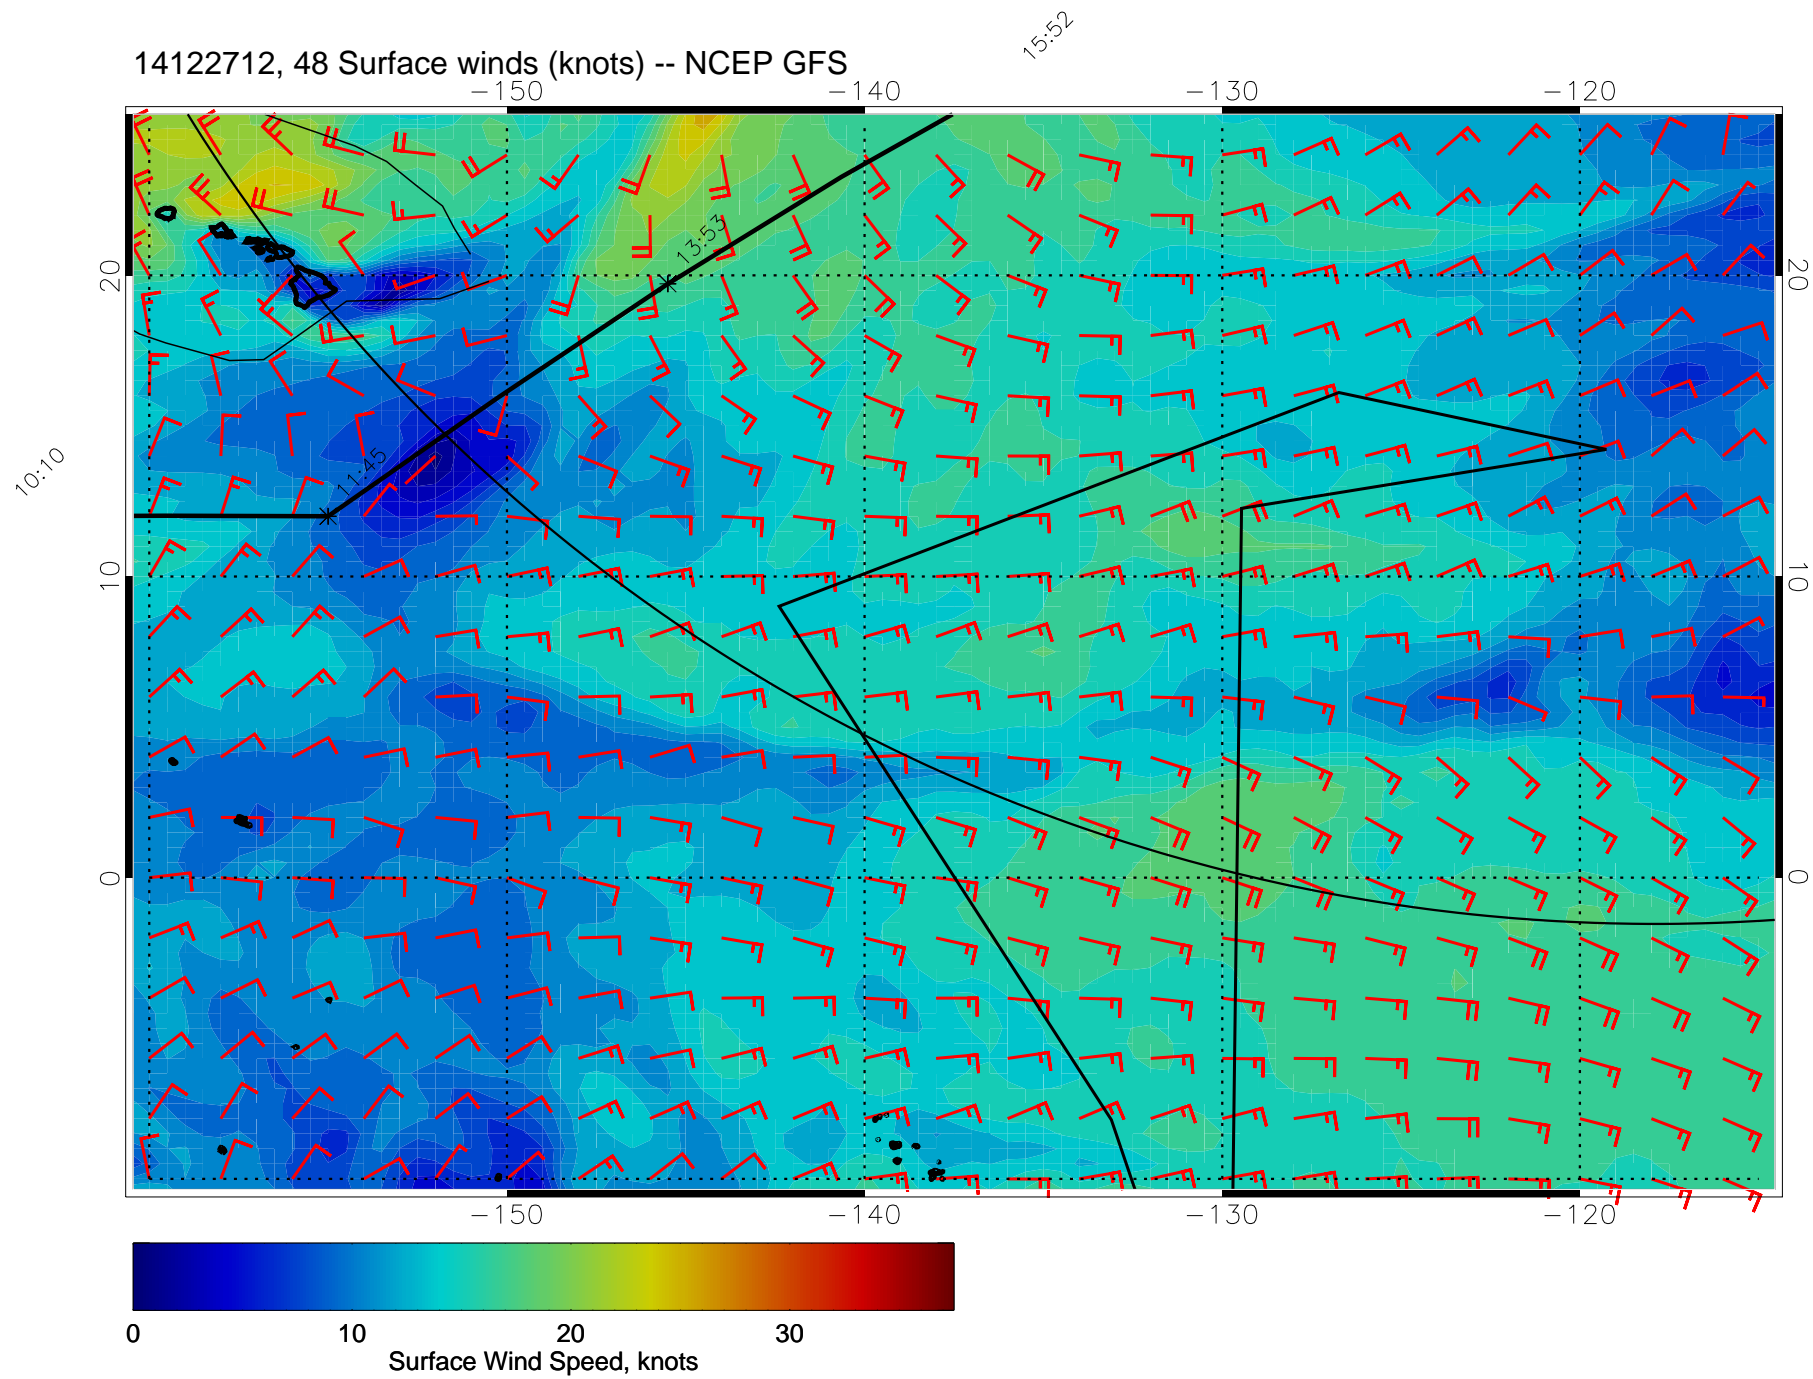 15:52
14122712, 48 Surface winds (knots) -- NCEP GFS
-150 -140 -130 -120
13:53
20 20
10:10
11:45
10 10
0 0
-150 -140 -130 -120
0 10 20 30
Surface Wind Speed, knots